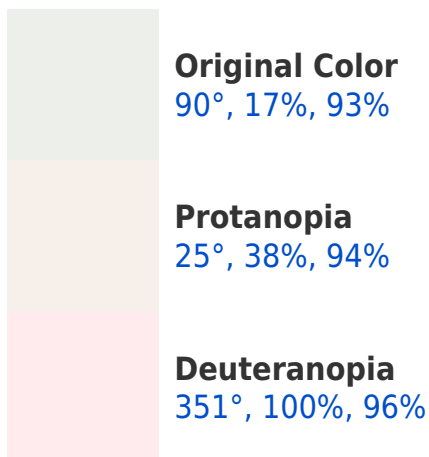 Original Color
90°, 17%, 93%
Protanopia
25°, 38%, 94%
Deuteranopia
351°, 100%, 96%